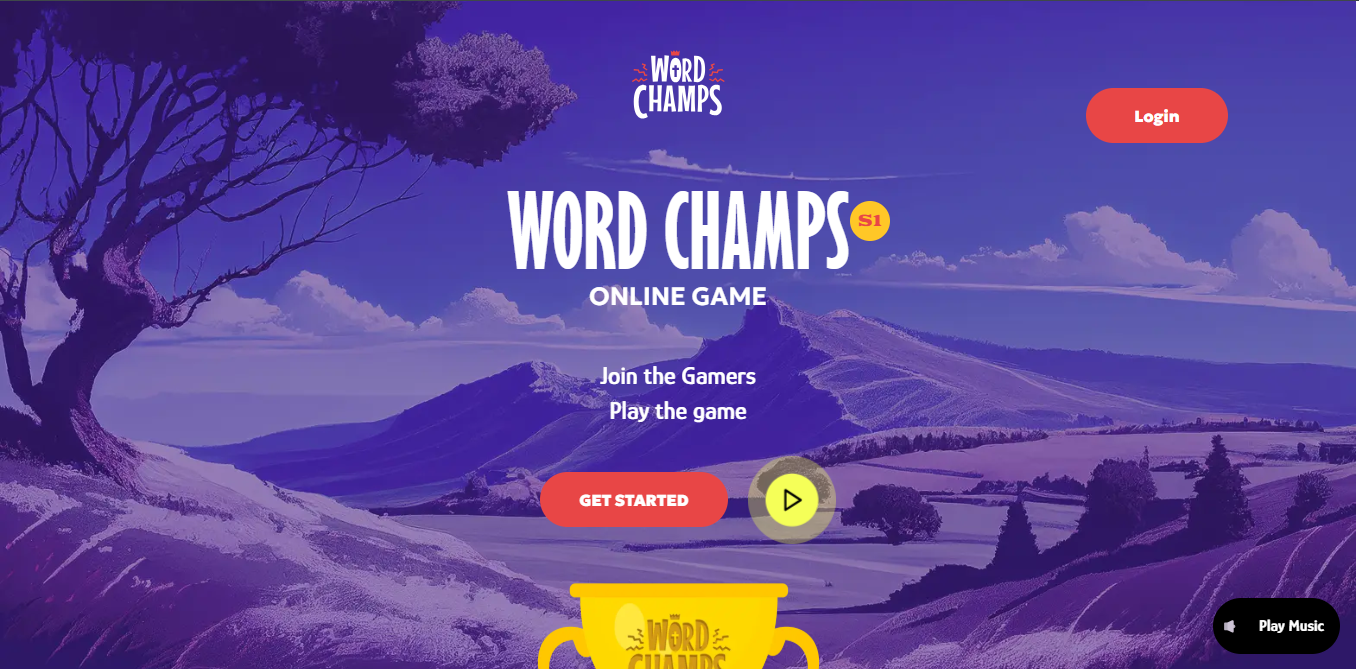 WORD
CHAMPS
Login
WORD CHAMPS
S1
ONLINE GAME
Join the Gamers
Play the game
GET STARTED
WORD
CHAMPS
Play Music